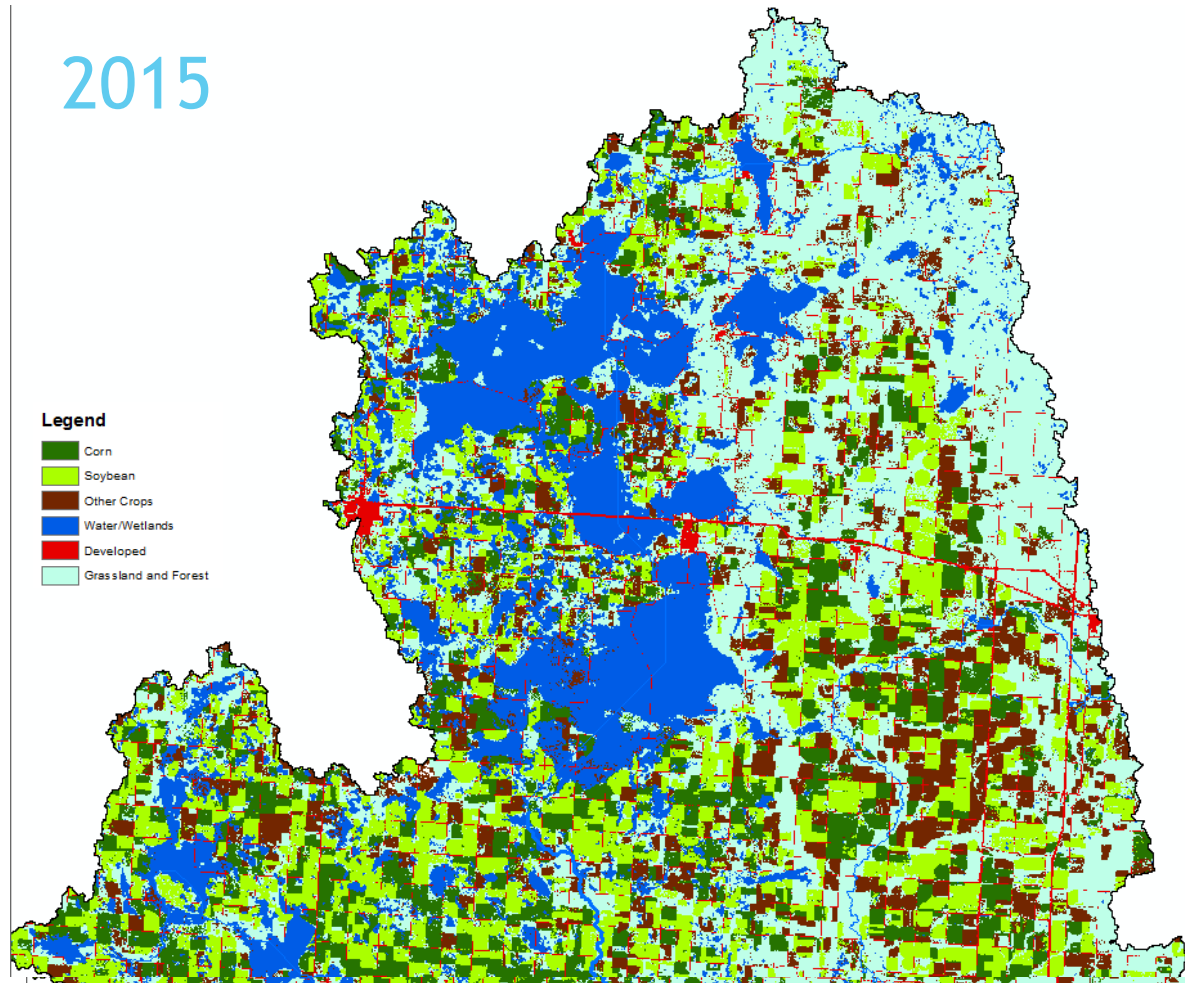 2015
Legend
Corn
Soybean
Other Crops
Water/Wetlands
Developed
Grassland and Forest